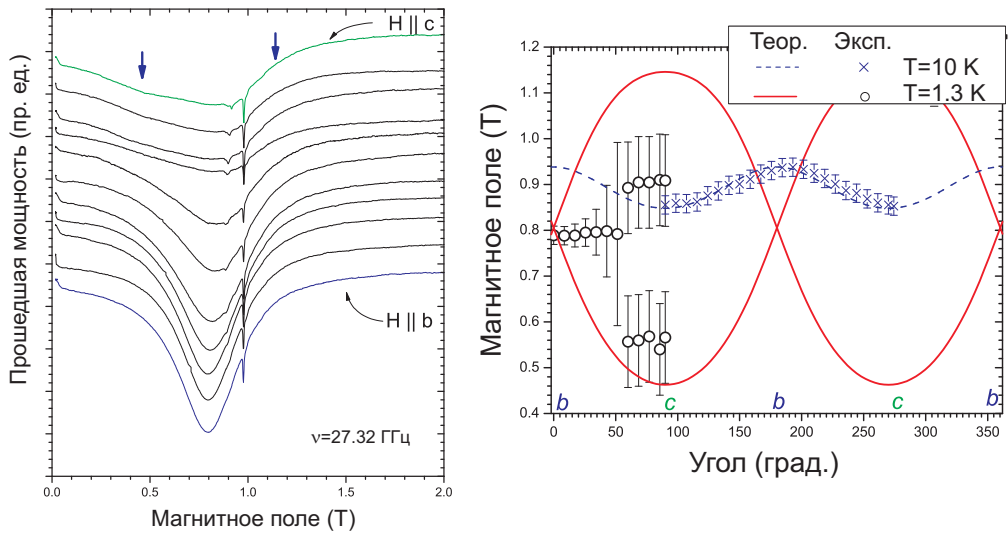 H || c
H || b
ν=27.32 ГГц
Прошедшая мощность (пр. ед.)
0.0 0.5 1.0 1.5 2.0
Магнитное поле (Т)
Теор. Эксп.
T=10 K
T=1.3 K
Магнитное поле (Т)
1.2
1.1
1.0
0.9
0.8
0.7
0.6
0.5
0.4
b c b c b
0 50 100 150 200 250 300 350
Угол (град.)